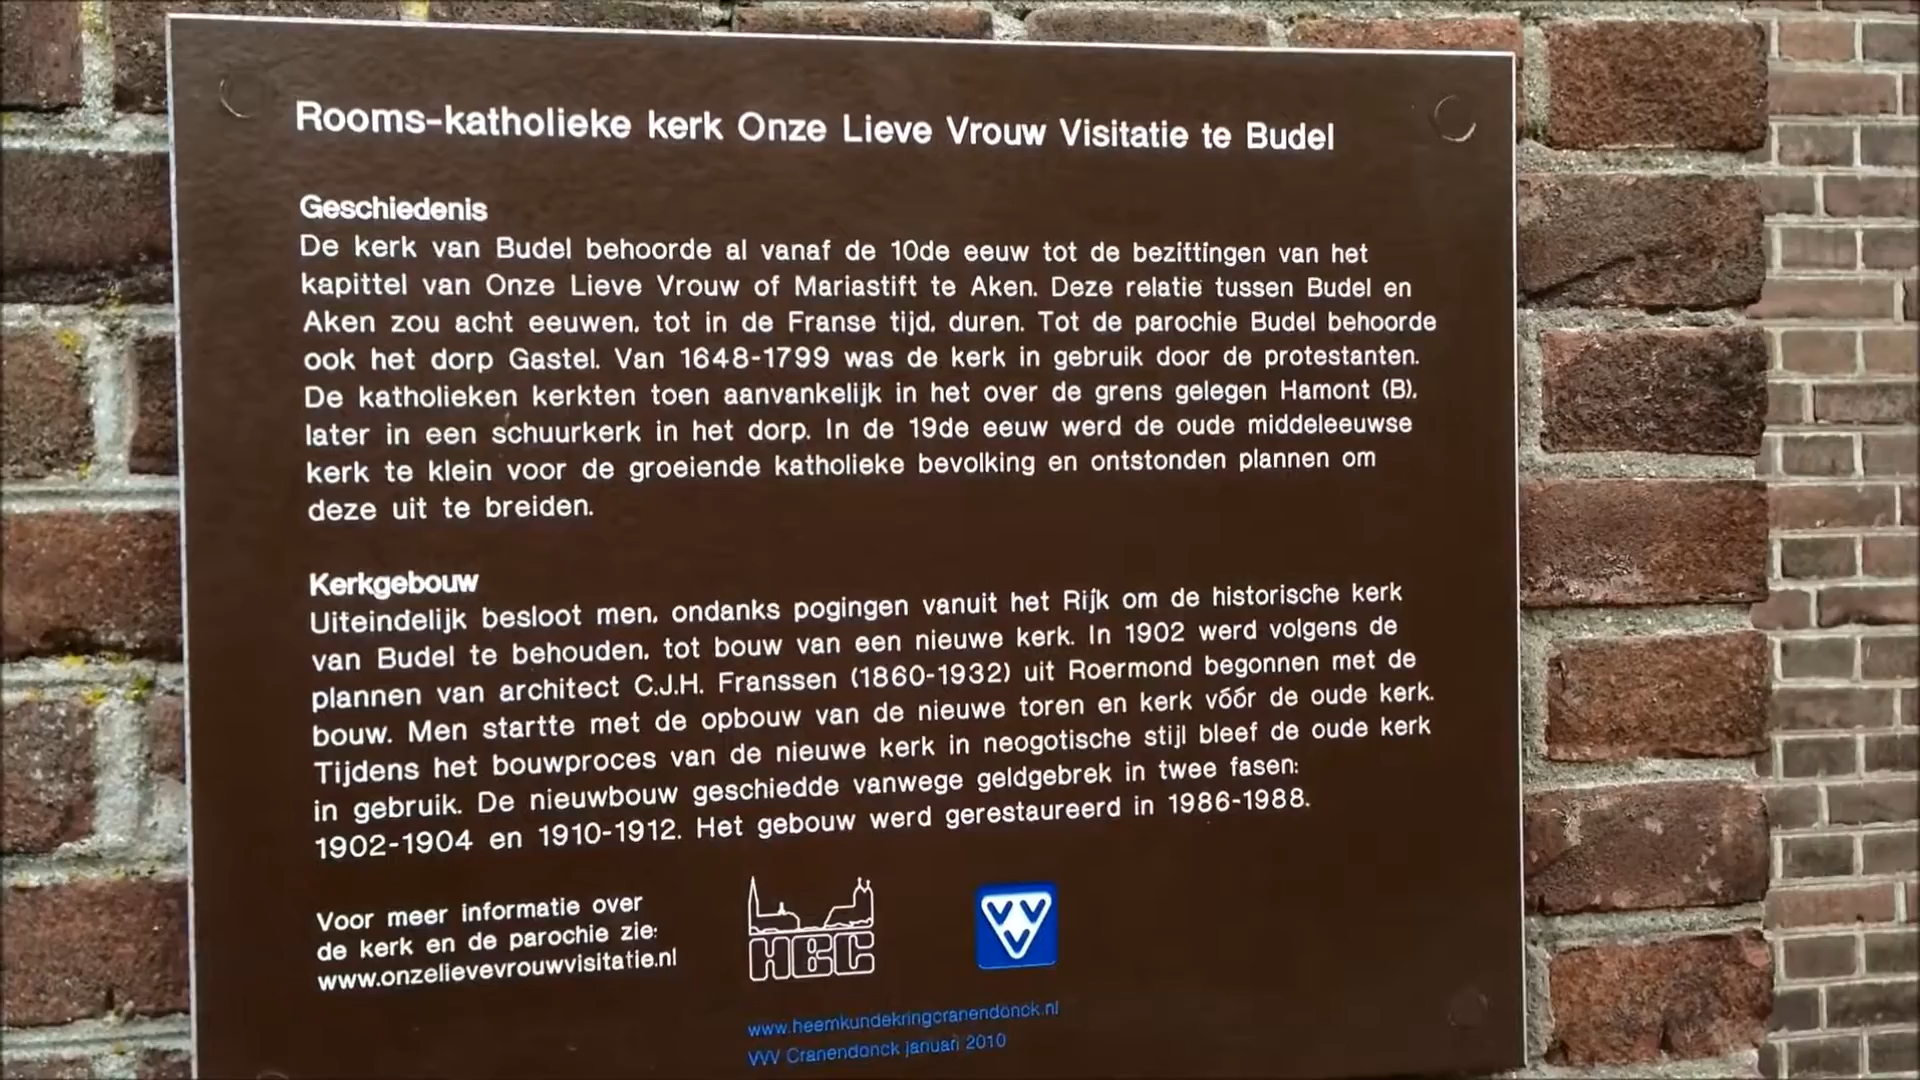 Rooms-katholieke kerk Onze Lieve Vrouw Visitatie te Budel
Geschiedenis
De kerk van Budel behoorde al vanaf de 10de eeuw tot de bezittingen van het
kapittel van Onze Lieve Vrouw of Mariastift te Aken. Deze relatie tussen Budel en
Aken zou acht eeuwen, tot in de Franse tijd, duren. Tot de parochie Budel behoorde
ook het dorp Gastel. Van 1648-1799 was de kerk in gebruik door de protestanten.
De katholieken kerkten toen aanvankelijk in het over de grens gelegen Hamont (B),
later in een schuurkerk in het dorp. In de 19de eeuw werd de oude middeleeuwse
kerk te klein voor de groeiende katholieke bevolking en ontstonden plannen om
deze uit te breiden.
Kerkgebouw
Uiteindelijk besloot men, ondanks pogingen vanuit het Rijk om de historische kerk
van Budel te behouden, tot bouw van een nieuwe kerk. In 1902 werd volgens de
plannen van architect C.J.H. Franssen (1860-1932) uit Roermond begonnen met de
bouw. Men startte met de opbouw van de nieuwe toren en kerk vóór de oude kerk.
Tijdens het bouwproces van de nieuwe kerk in neogotische stijl bleef de oude kerk
in gebruik. De nieuwbouw geschiedde vanwege geldgebrek in twee fasen:
1902-1904 en 1910-1912. Het gebouw werd gerestaureerd in 1986-1988.
Voor meer informatie over
de kerk en de parochie zie:
www.onzelievevrouwvisitatie.nl
HEC
VVV
www.heemkundekringcranendonck.nl
VVV Cranendonck januari 2010